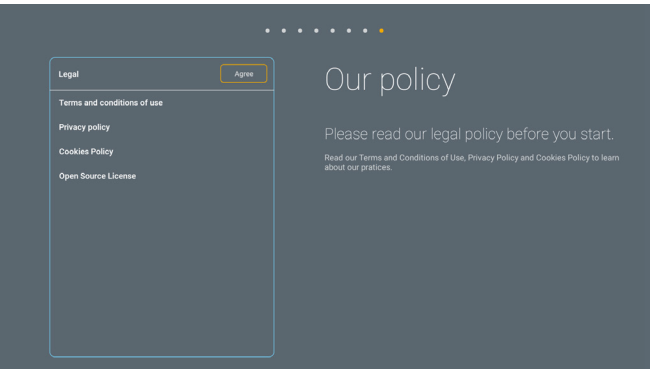 Legal
Agree
Terms and conditions of use
Privacy policy
Cookies Policy
Open Source License
Our policy
Please read our legal policy before you start.
Read our Terms and Conditions of Use, Privacy Policy and Cookies Policy to learn
about our pratices.